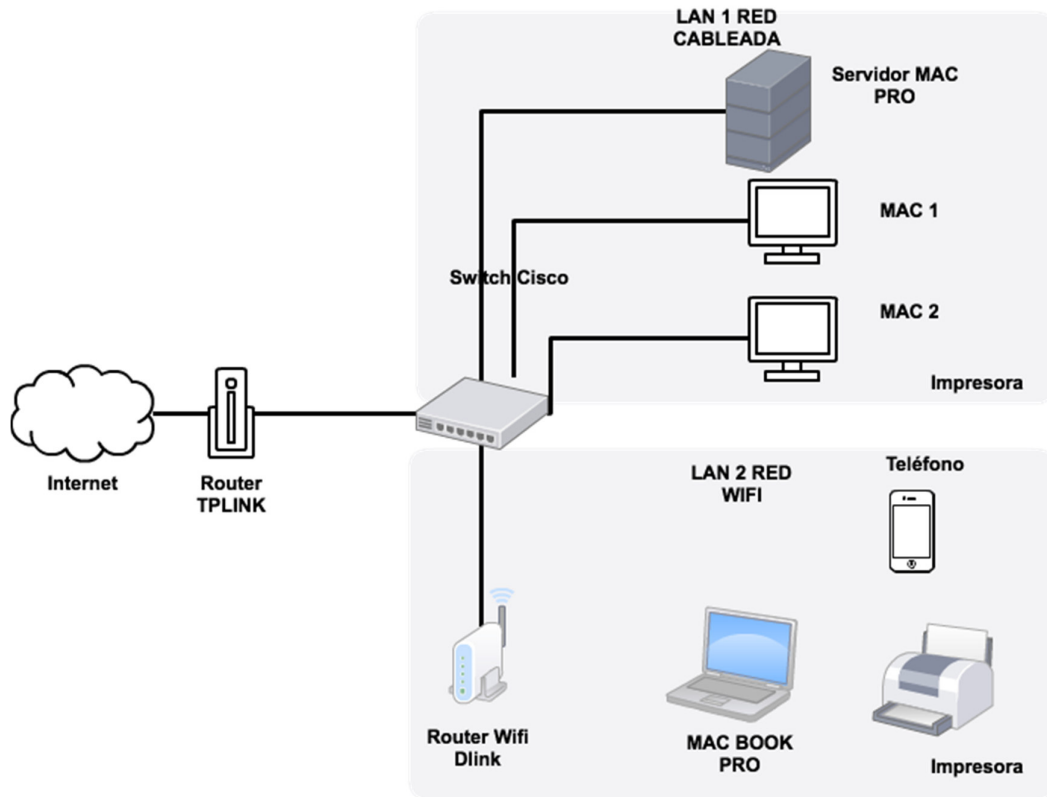 LAN 1 RED
CABLEADA
Servidor MAC
PRO
MAC 1
Switch Cisco
MAC 2
Impresora
Internet
Router
TPLINK
LAN 2 RED
WIFI
Teléfono
Router Wifi
Dlink
MAC BOOK
PRO
Impresora